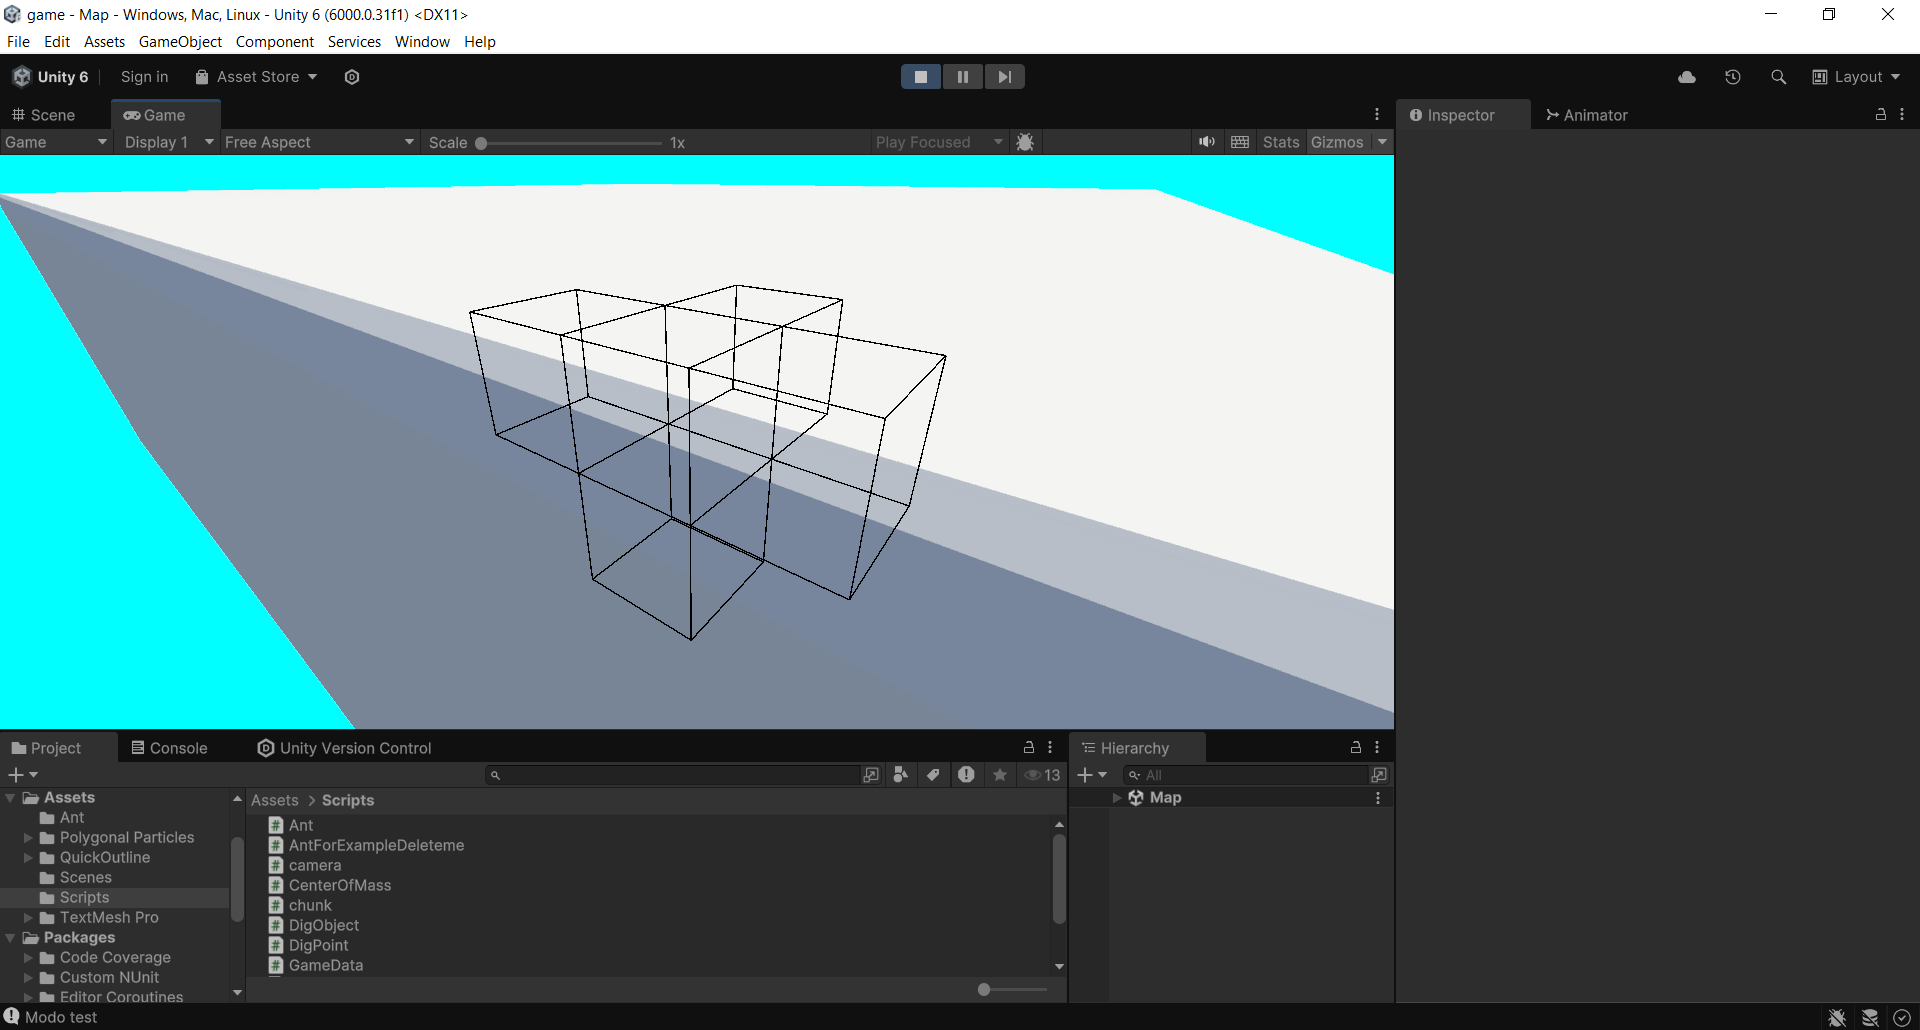 game - Map - Windows, Mac, Linux - Unity 6 (6000.0.31f1) <DX11>
File Edit Assets GameObject Component Services Window Help
Unity 6 Sign in Asset Store Layout
Scene Game Inspector Animator
Game Display 1 Free Aspect Scale 1x Play Focused Stats Gizmos
Project Console Unity Version Control Hierarchy
13 All
Assets Assets > Scripts Map
Ant Ant
Polygonal Particles AntForExampleDeleteme
QuickOutline camera
Scenes CenterOfMass
Scripts chunk
TextMesh Pro DigObject
Packages DigPoint
Code Coverage GameData
Custom NUnit
Editor Coroutines
Modo test